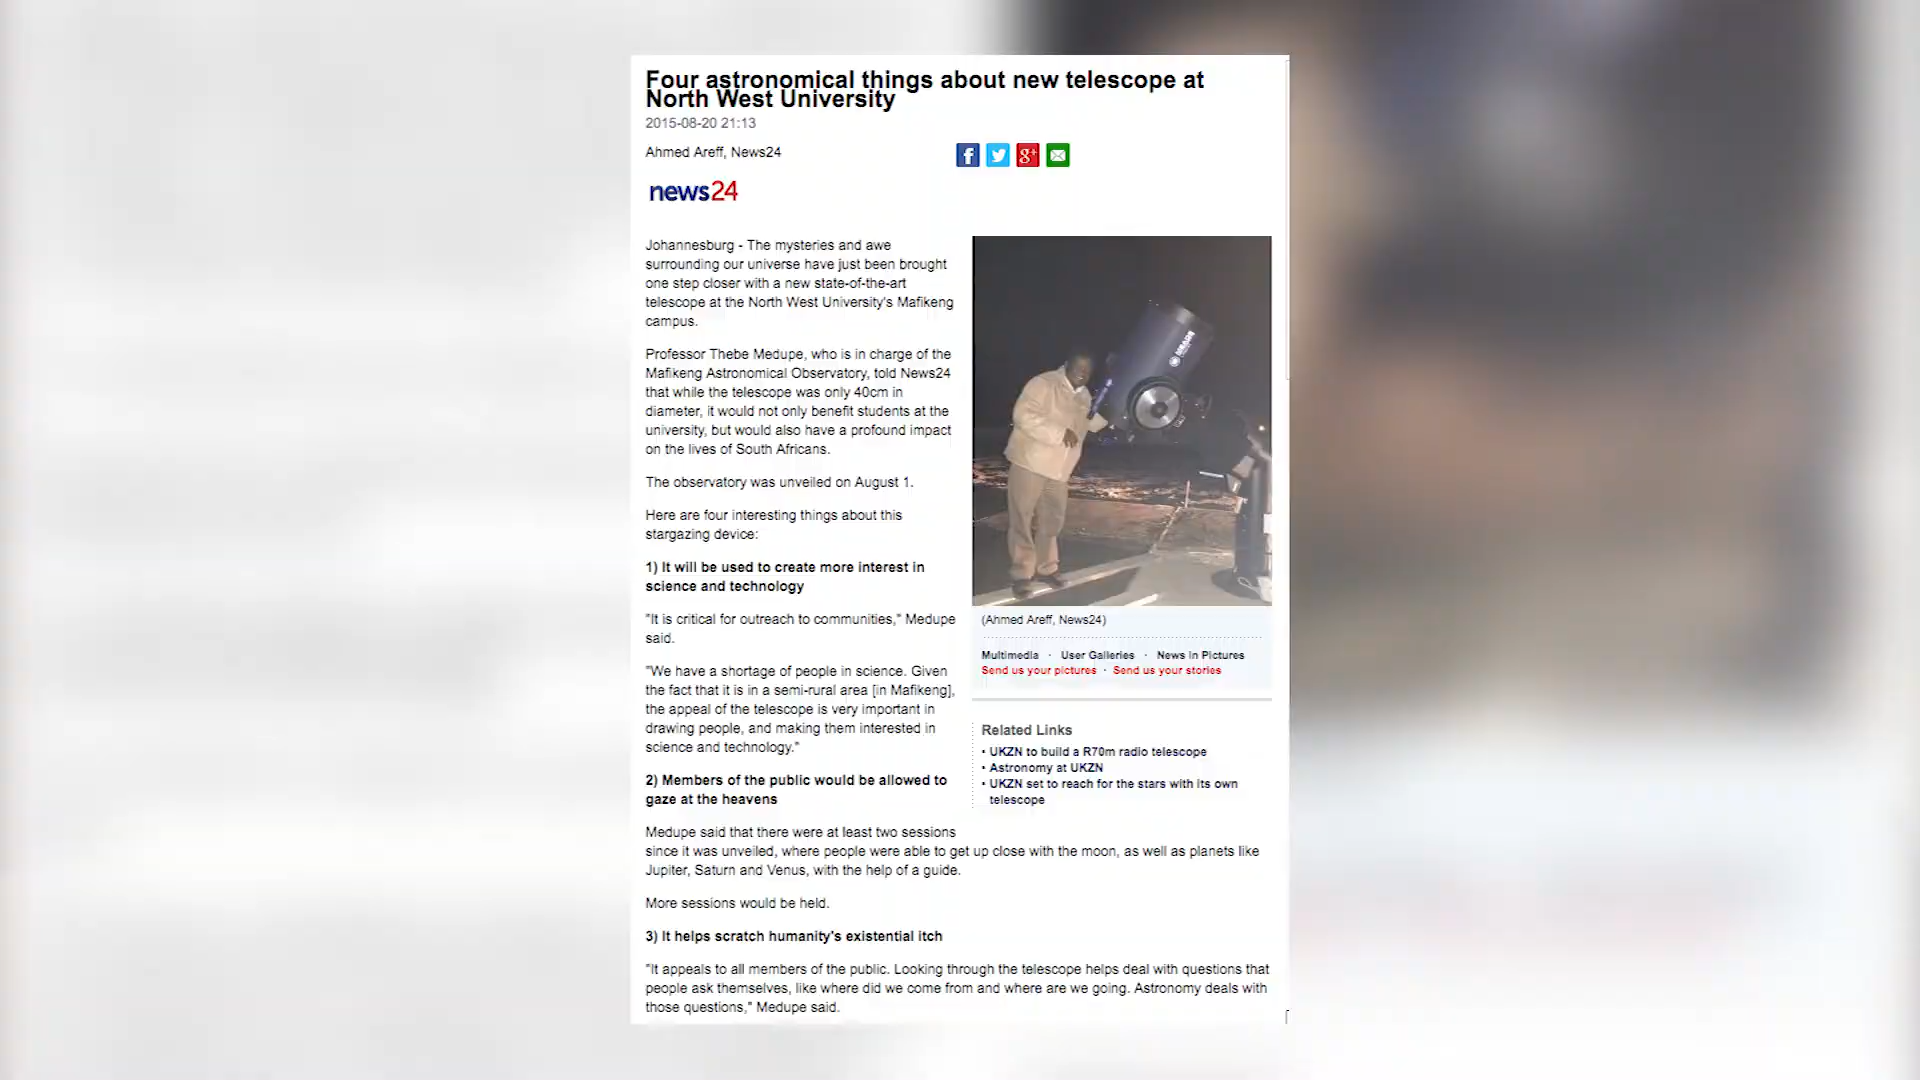 Four astronomical things about new telescope at
North West University
2015-08-20 21:13
Ahmed Areff, News24
news24
Johannesburg - The mysteries and awe
surrounding our universe have just been brought
one step closer with a new state-of-the-art
telescope at the North West University's Mafikeng
campus.
Professor Thebe Medupe, who is in charge of the
Mafikeng Astronomical Observatory, told News24
that while the telescope was only 40cm in
diameter, it would not only benefit students at the
university, but would also have a profound impact
on the lives of South Africans.
The observatory was unveiled on August 1.
Here are four interesting things about this
stargazing device:
1) It will be used to create more interest in
science and technology
"It is critical for outreach to communities," Medupe
said.
"We have a shortage of people in science. Given
the fact that it is in a semi-rural area [in Mafikeng],
the appeal of the telescope is very important in
drawing people, and making them interested in
science and technology."
2) Members of the public would be allowed to
gaze at the heavens
MEADE
(Ahmed Areff, News24)
Multimedia · User Galleries · News in Pictures
Send us your pictures · Send us your stories
Related Links
• UKZN to build a R70m radio telescope
• Astronomy at UKZN
• UKZN set to reach for the stars with its own
telescope
Medupe said that there were at least two sessions
since it was unveiled, where people were able to get up close with the moon, as well as planets like
Jupiter, Saturn and Venus, with the help of a guide.
More sessions would be held.
3) It helps scratch humanity's existential itch
"It appeals to all members of the public. Looking through the telescope helps deal with questions that
people ask themselves, like where did we come from and where are we going. Astronomy deals with
those questions," Medupe said.